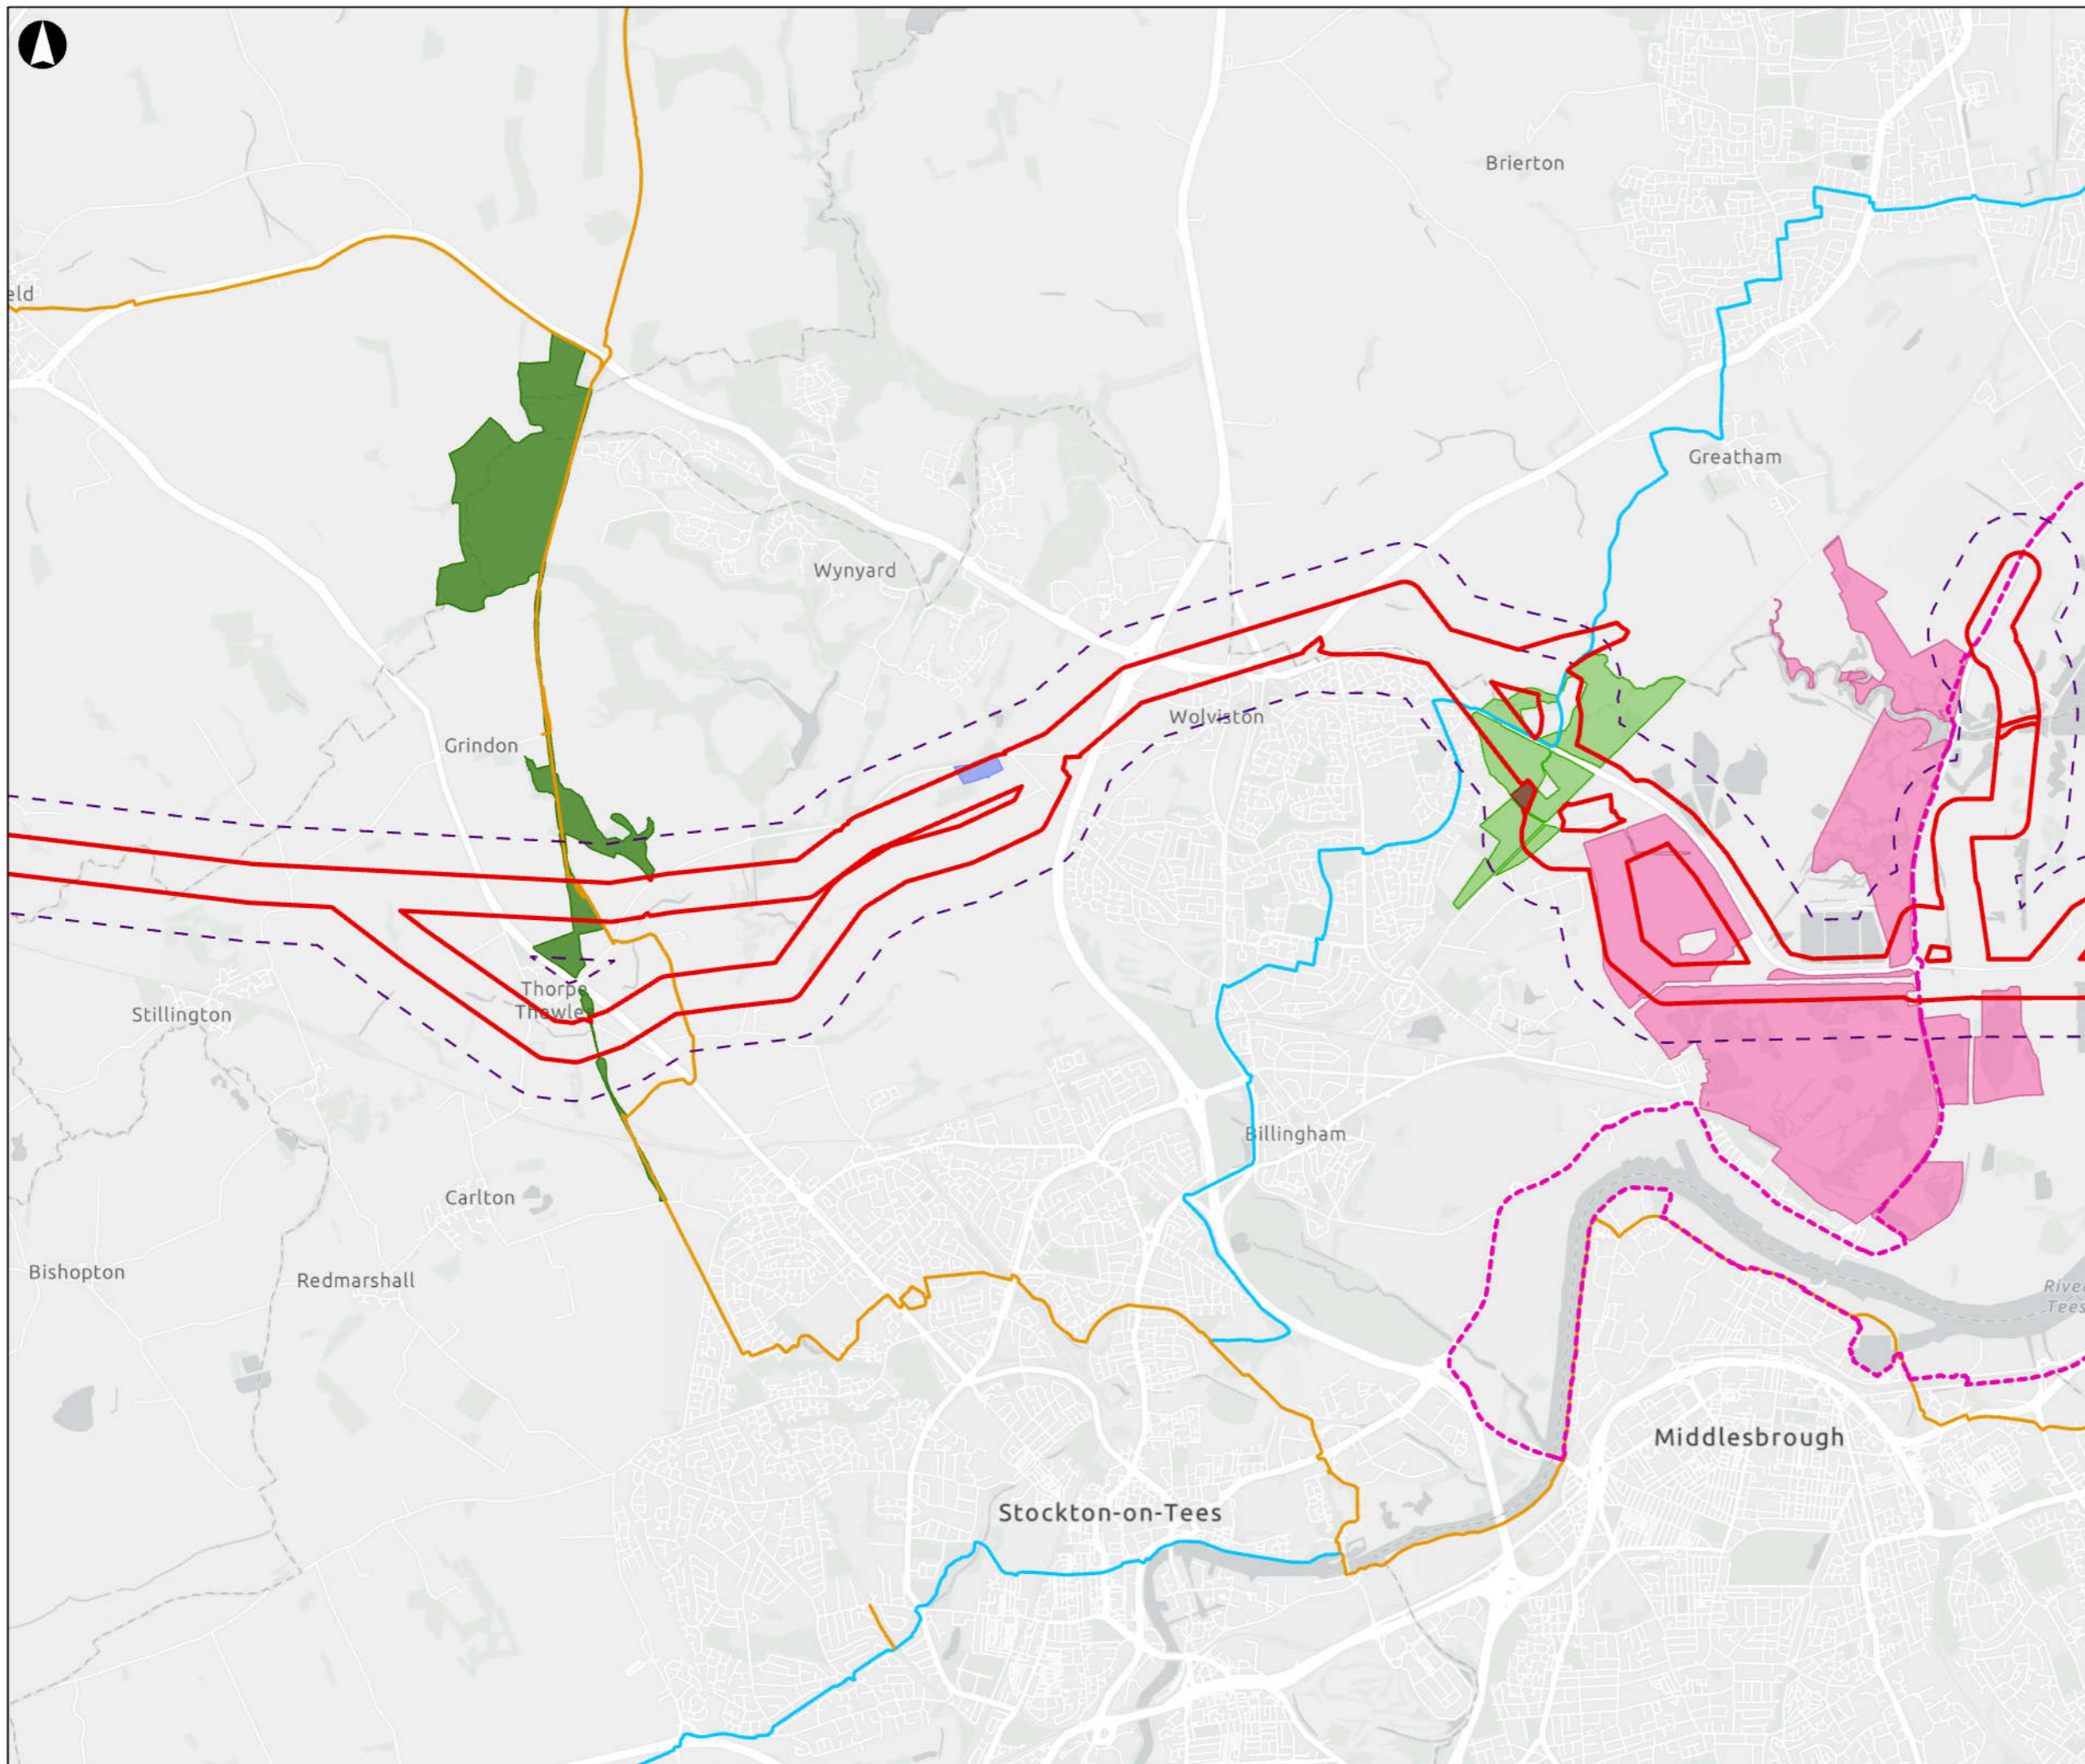 Brierton
eld
Greatham
Wynyard
Wolviston
Grindon
Thorpe
Thewles
Stillington
Billingham
Carlton
Bishopton
Redmarshall
River
Tees
Middlesbrough
Stockton-on-Tees